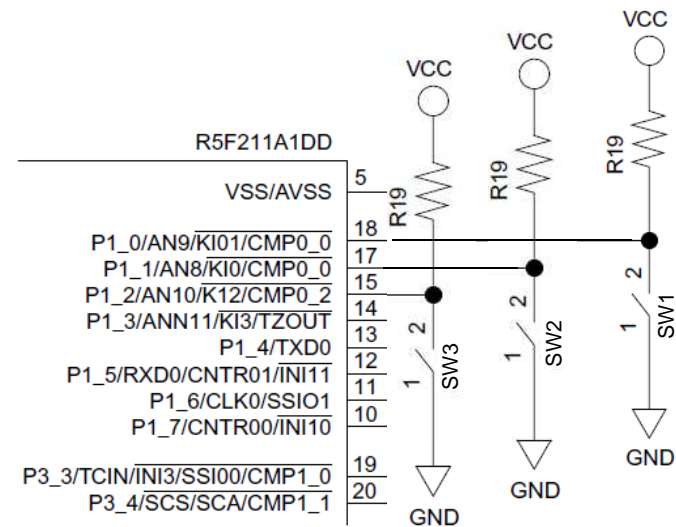 VCC
VCC
VCC
R5F211A1DD
R19
R19
R19
VSS/AVSS 5
P1_0/AN9/KI01/CMP0_0 18
P1_1/AN8/KI0/CMP0_0 17
P1_2/AN10/K12/CMP0_2 15
P1_3/ANN11/KI3/TZOUT 14
P1_4/TXD0 13
P1_5/RXD0/CNTR01/INI11 12
P1_6/CLK0/SSIO1 11
P1_7/CNTR00/INI10 10
P3_3/TCIN/INI3/SSI00/CMP1_0 19
P3_4/SCS/SCA/CMP1_1 20
2
1
SW3
2
1
SW2
2
1
SW1
GND
GND
GND